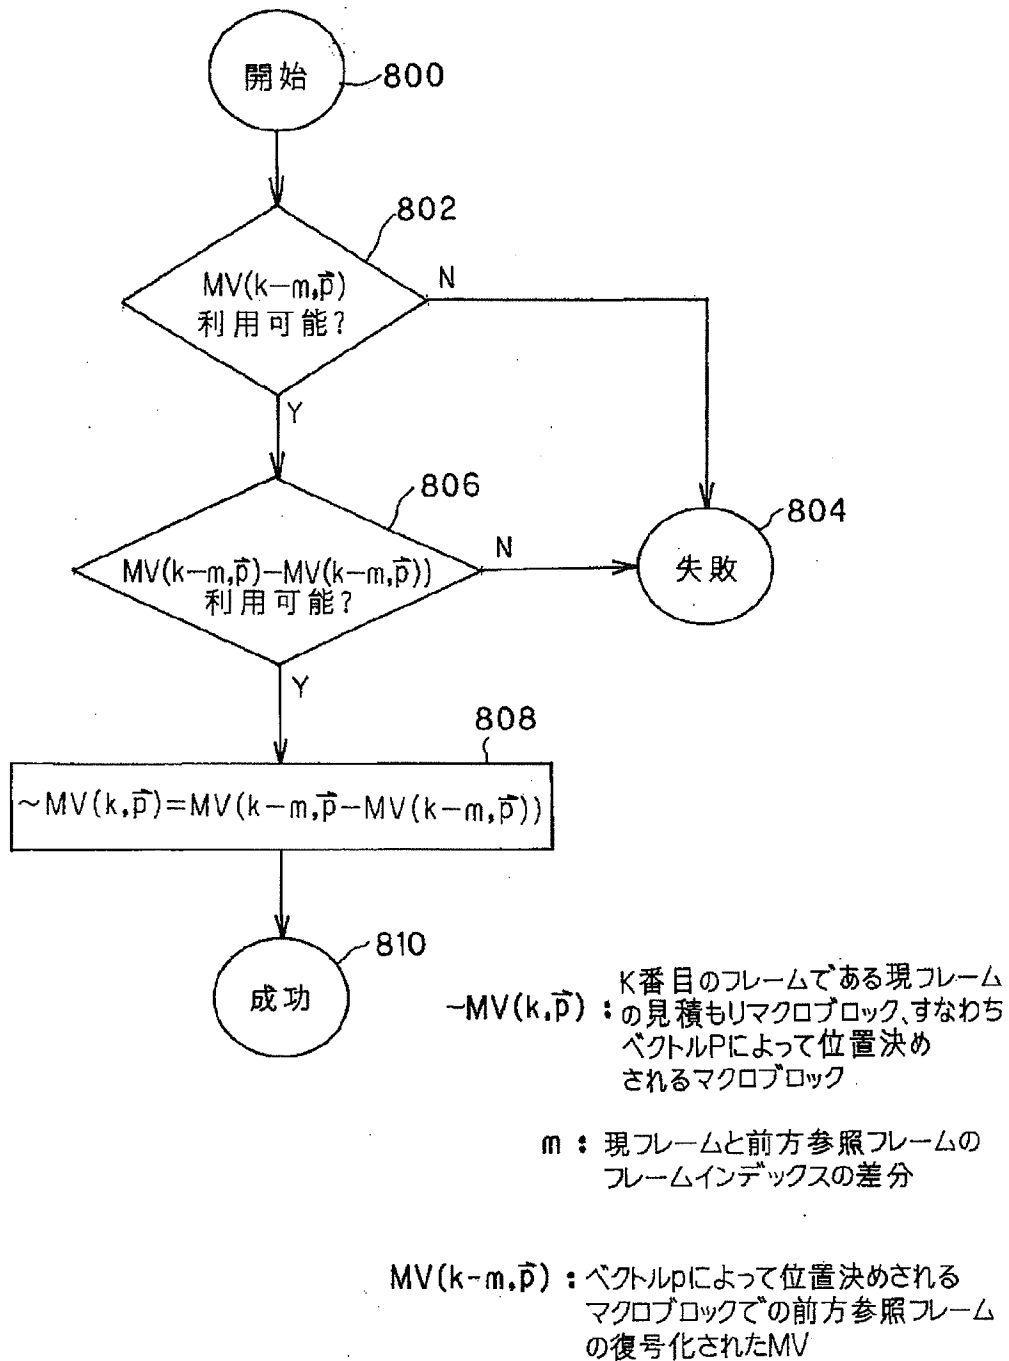 開始
800
802
MV(k−m,p⃗)
利用可能?
N
Y
806
804
失敗
MV(k−m,p⃗)−MV(k−m,p⃗))
利用可能?
N
Y
808
~MV(k,p⃗)=MV(k−m,p⃗−MV(k−m,p⃗))
810
成功
~MV(k,p⃗) : K番目のフレームである現フレーム
の見積もりマクロブロック、すなわち
ベクトルPによって位置決め
されるマクロブロック
m : 現フレームと前方参照フレームの
フレームインデックスの差分
MV(k−m,p⃗) : ベクトルpによって位置決めされる
マクロブロックでの前方参照フレーム
の復号化されたMV